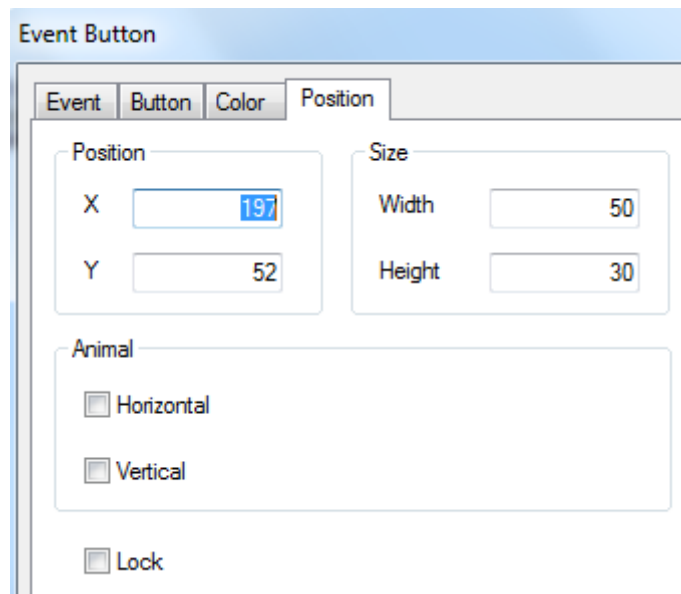 Event Button
Event Button Color Position
Position
X 197
Y 52
Size
Width 50
Height 30
Animal
Horizontal
Vertical
Lock